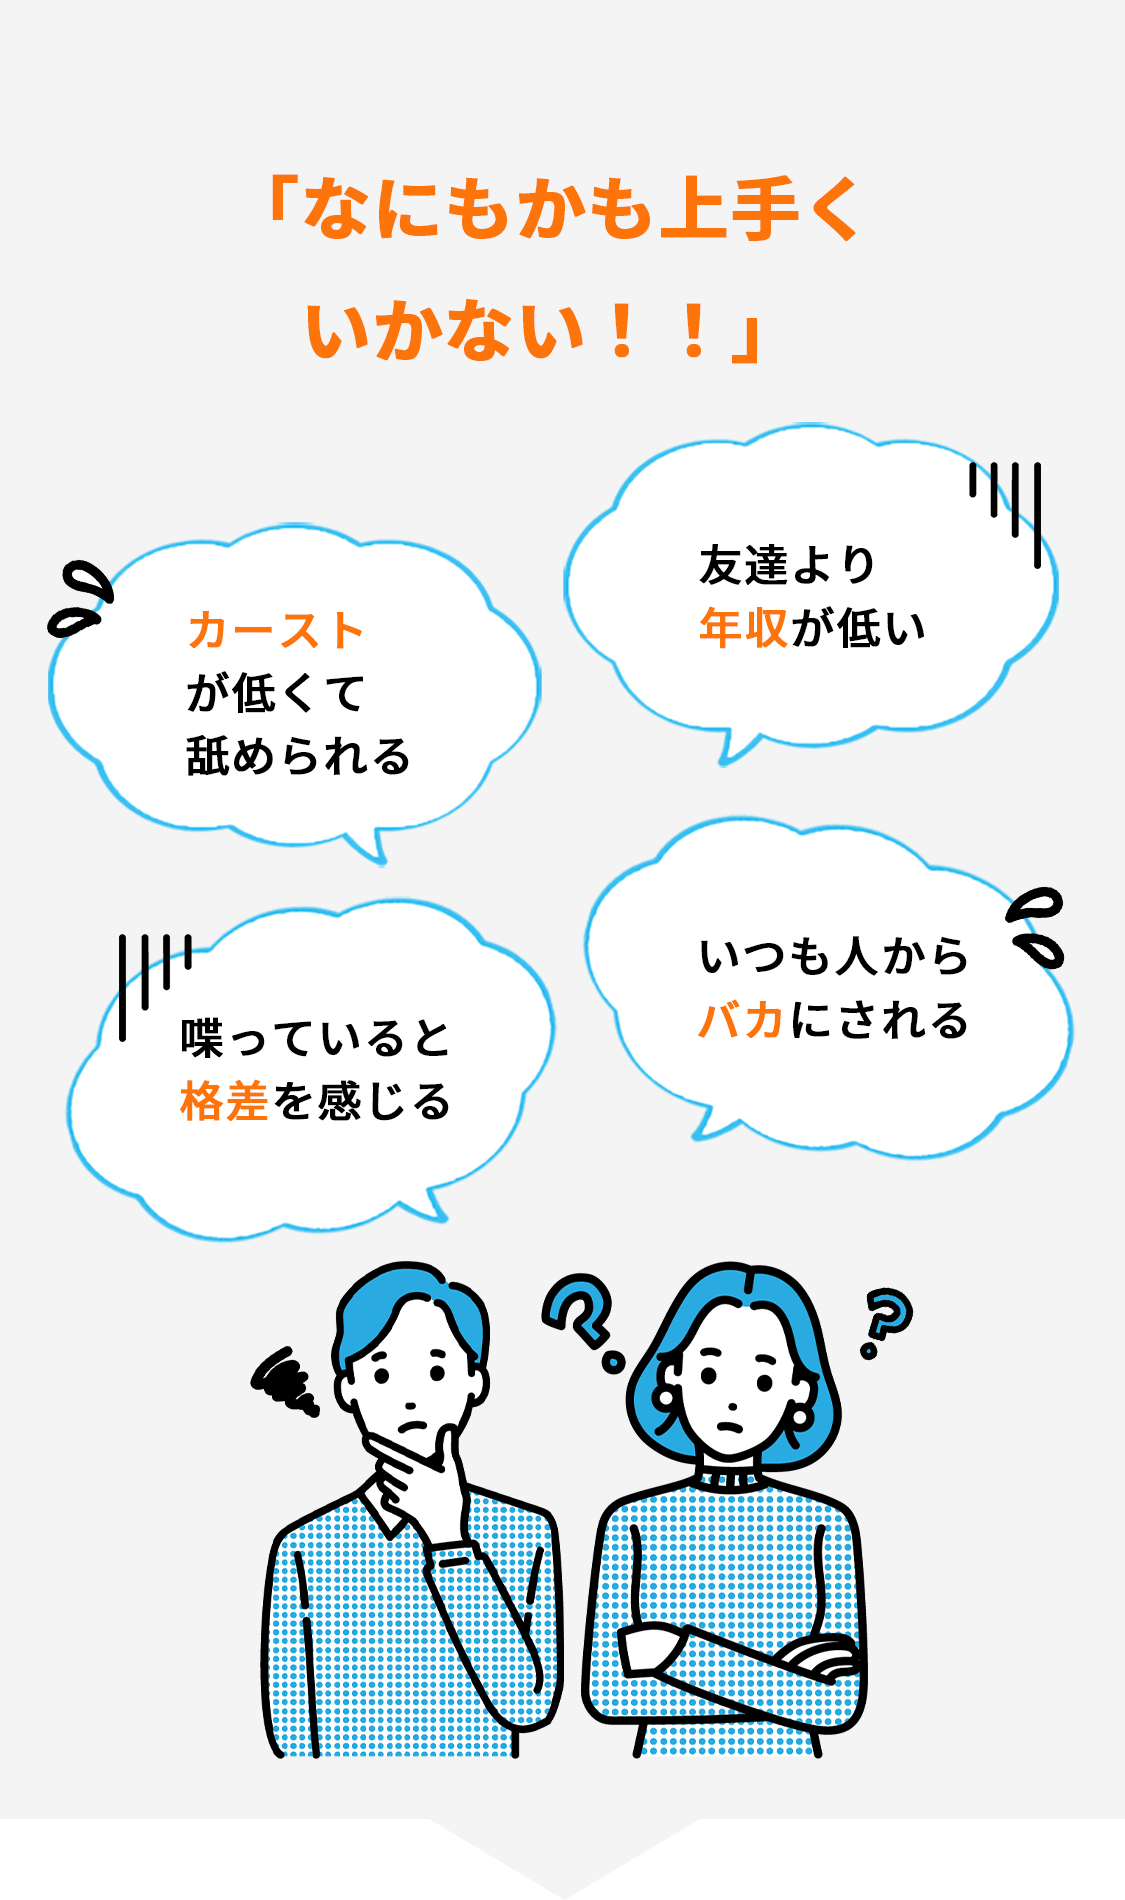 「なにもかも上手く
いかない！！」
友達より
年収が低い
カースト
が低くて
舐められる
いつも人から
バカにされる
喋っていると
格差を感じる